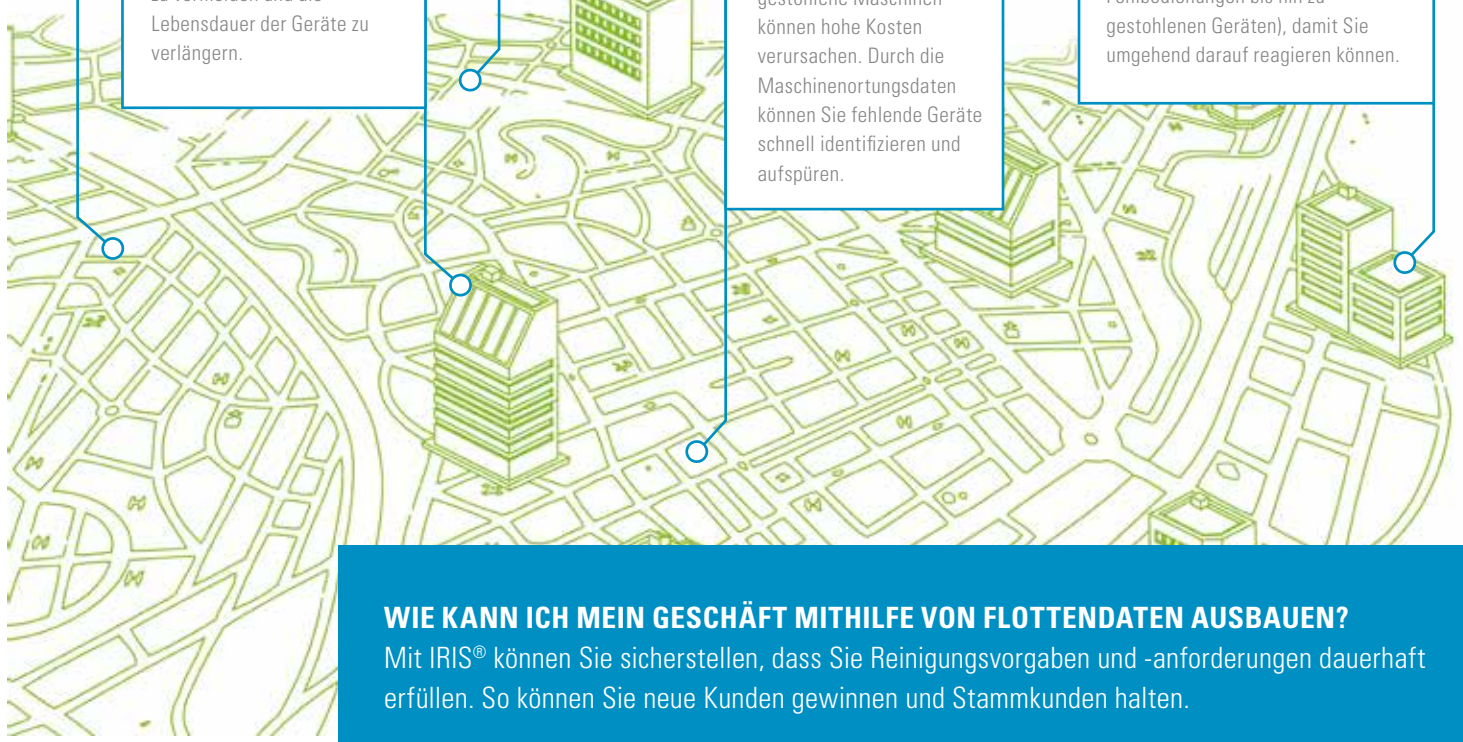 Lebensdauer der Geräte zu
verlängern.
können hohe Kosten
verursachen. Durch die
Maschinenortungsdaten
können Sie fehlende Geräte
schnell identifizieren und
aufspüren.
gestohlenen Geräten), damit Sie
umgehend darauf reagieren können.
WIE KANN ICH MEIN GESCHÄFT MITHILFE VON FLOTTENDATEN AUSBAUEN?
Mit IRIS® können Sie sicherstellen, dass Sie Reinigungsvorgaben und -anforderungen dauerhaft
erfüllen. So können Sie neue Kunden gewinnen und Stammkunden halten.